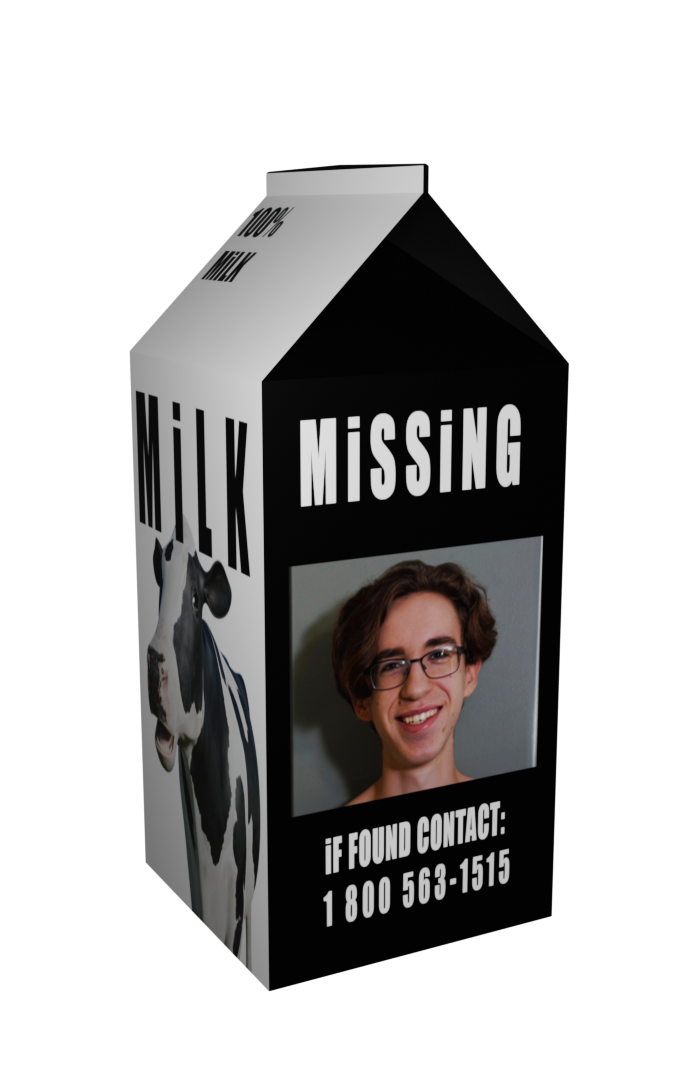 100%
MiLK
MiLK
MiSSiNG
iF FOUND CONTACT:
1 800 563-1515